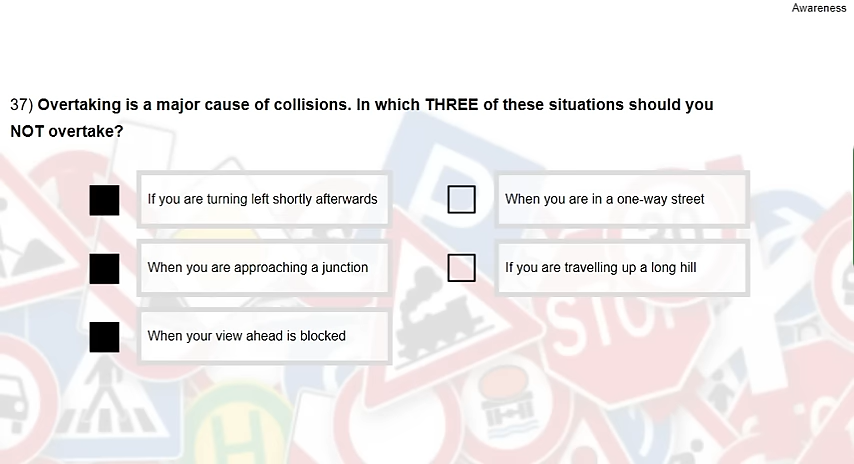 Awareness
37) Overtaking is a major cause of collisions. In which THREE of these situations should you
NOT overtake?
If you are turning left shortly afterwards
When you are in a one-way street
When you are approaching a junction
If you are travelling up a long hill
When your view ahead is blocked
P
30
STOP
H